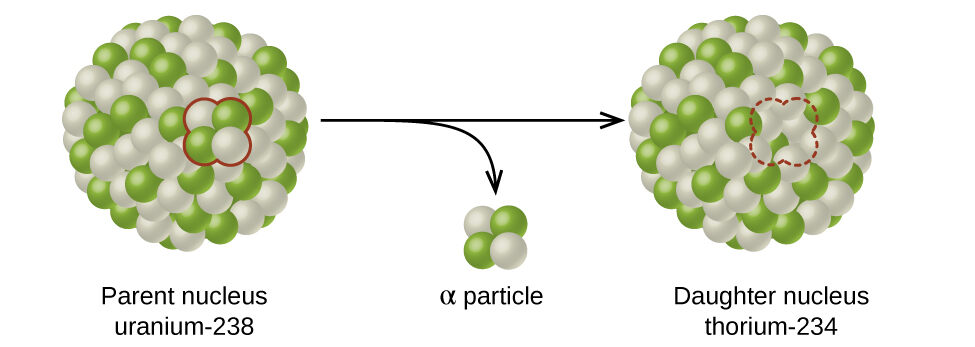 Parent nucleus
uranium-238
α particle
Daughter nucleus
thorium-234